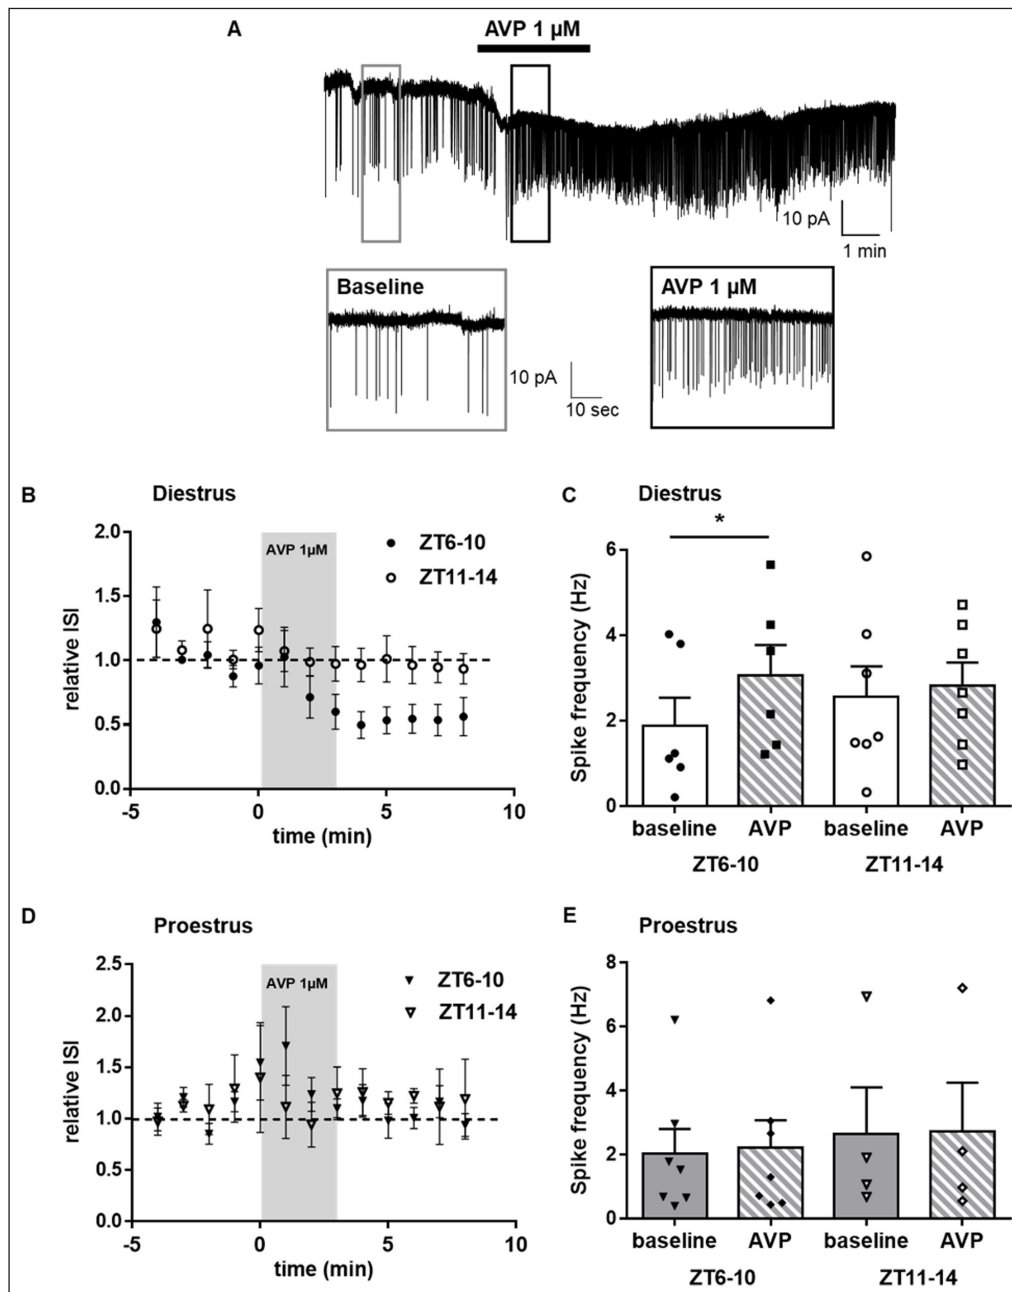 A
AVP 1 µM
10 pA
1 min
Baseline
AVP 1 µM
10 pA
10 sec
B
Diestrus
2.0
1.5
1.0
0.5
0.0
relative ISI
AVP 1µM
ZT6-10
ZT11-14
-5
0
5
10
time (min)
C
Diestrus
*
6
4
2
0
Spike frequency (Hz)
baseline
AVP
baseline
AVP
ZT6-10
ZT11-14
D
Proestrus
2.5
2.0
1.5
1.0
0.5
0.0
relative ISI
AVP 1µM
ZT6-10
ZT11-14
-5
0
5
10
time (min)
E
Proestrus
8
6
4
2
0
Spike frequency (Hz)
baseline
AVP
baseline
AVP
ZT6-10
ZT11-14